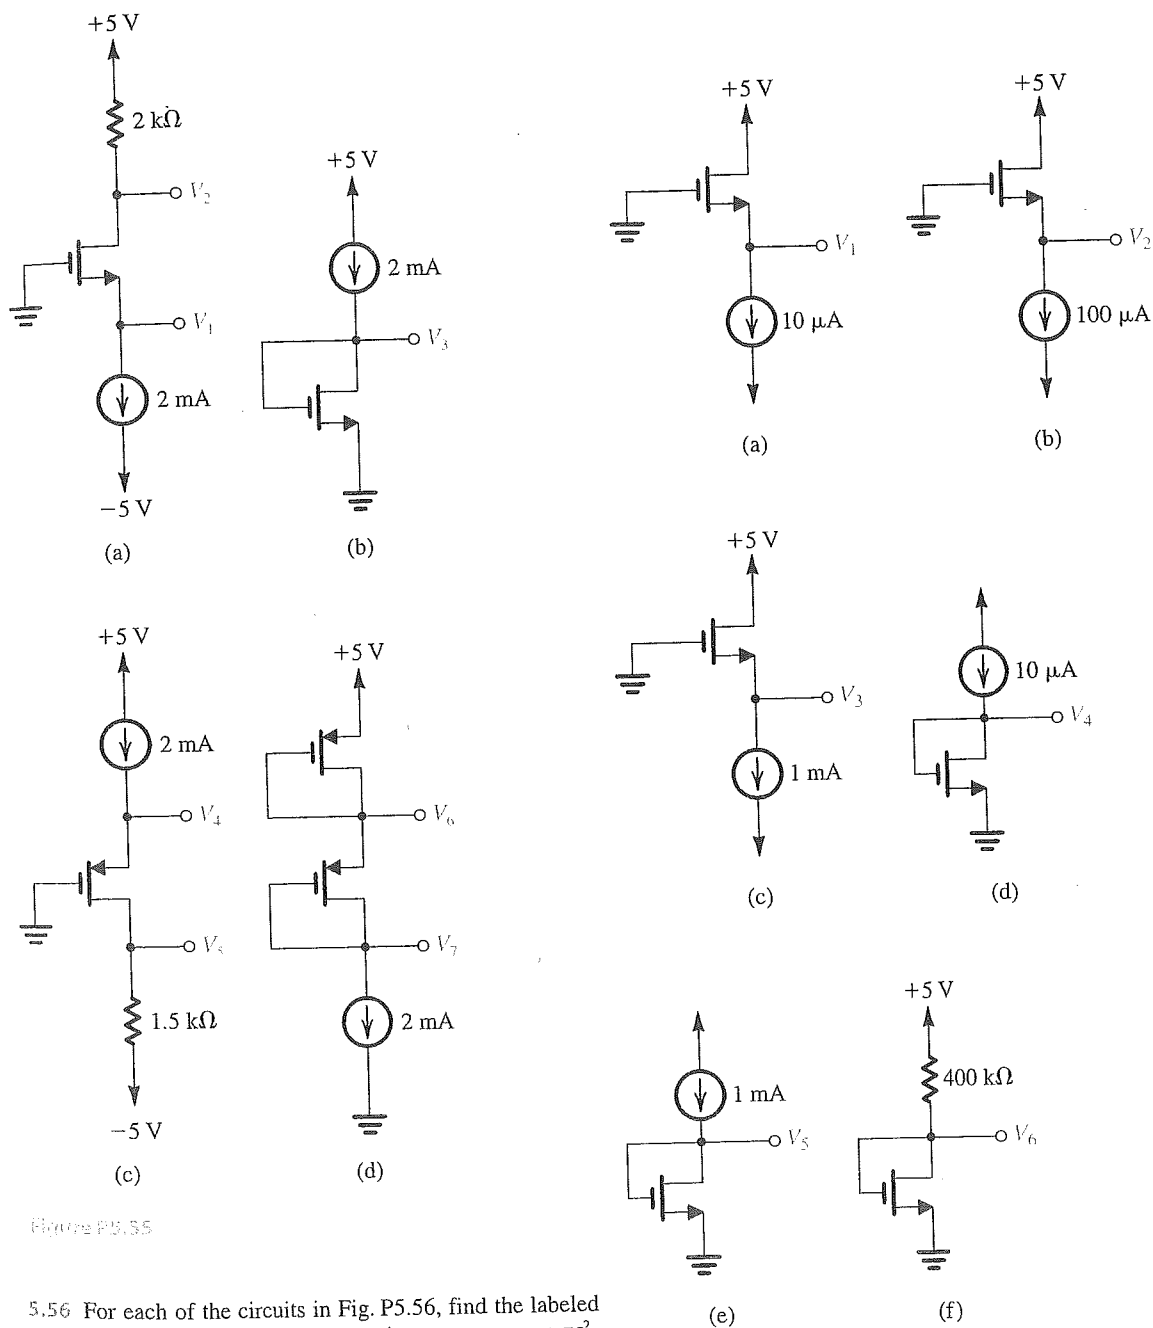 +5 V
2 kΩ
V₂
V₁
2 mA
−5 V
(a)
+5 V
2 mA
V₃
(b)
+5 V
2 mA
V₄
V₅
1.5 kΩ
−5 V
(c)
+5 V
V₆
V₇
2 mA
(d)
Figure P5.55
5.56 For each of the circuits in Fig. P5.56, find the labeled
+5 V
V₁
10 μA
(a)
+5 V
V₂
100 μA
(b)
+5 V
V₃
1 mA
(c)
10 μA
V₄
(d)
1 mA
V₅
(e)
+5 V
400 kΩ
V₆
(f)